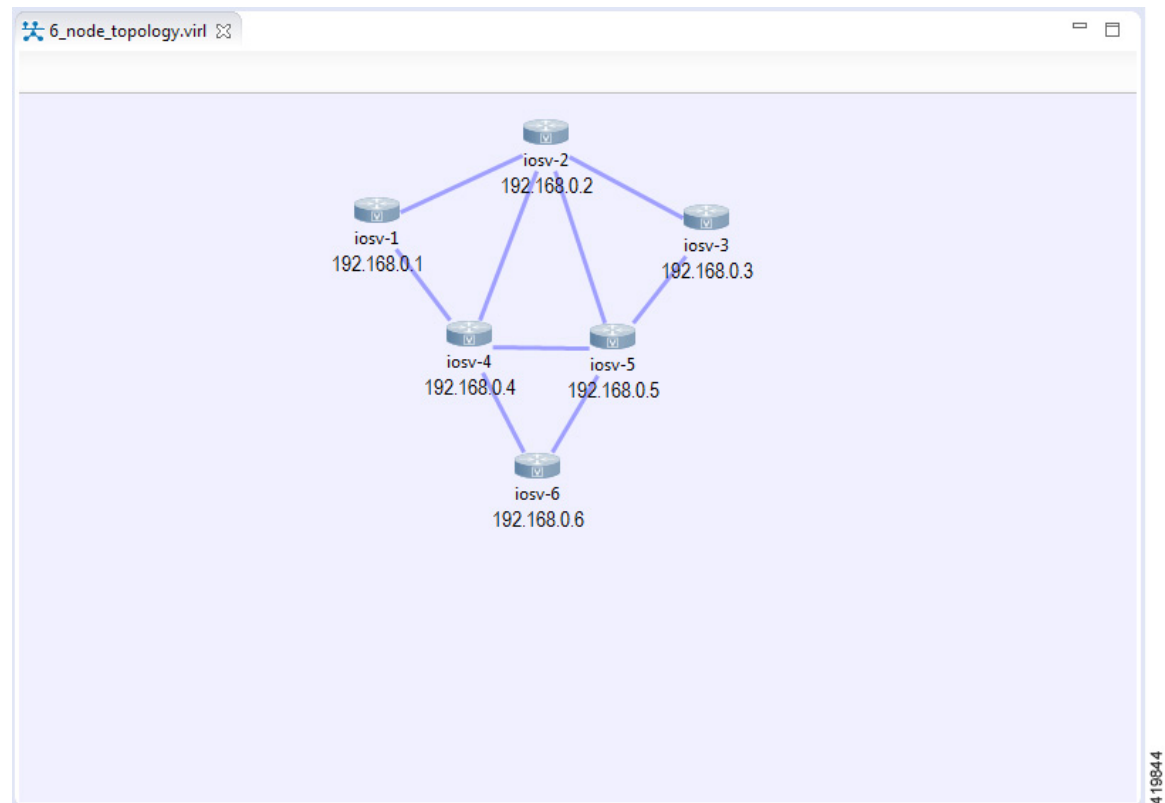 6_node_topology.virl
iosv-2
192.168.0.2
iosv-1
192.168.0.1
iosv-3
192.168.0.3
iosv-4
192.168.0.4
iosv-5
192.168.0.5
iosv-6
192.168.0.6
419844